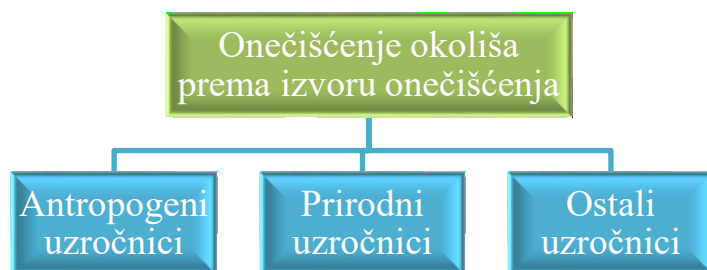 Onečišćenje okoliša
prema izvoru onečišćenja
Antropogeni
uzročnici
Prirodni
uzročnici
Ostali
uzročnici